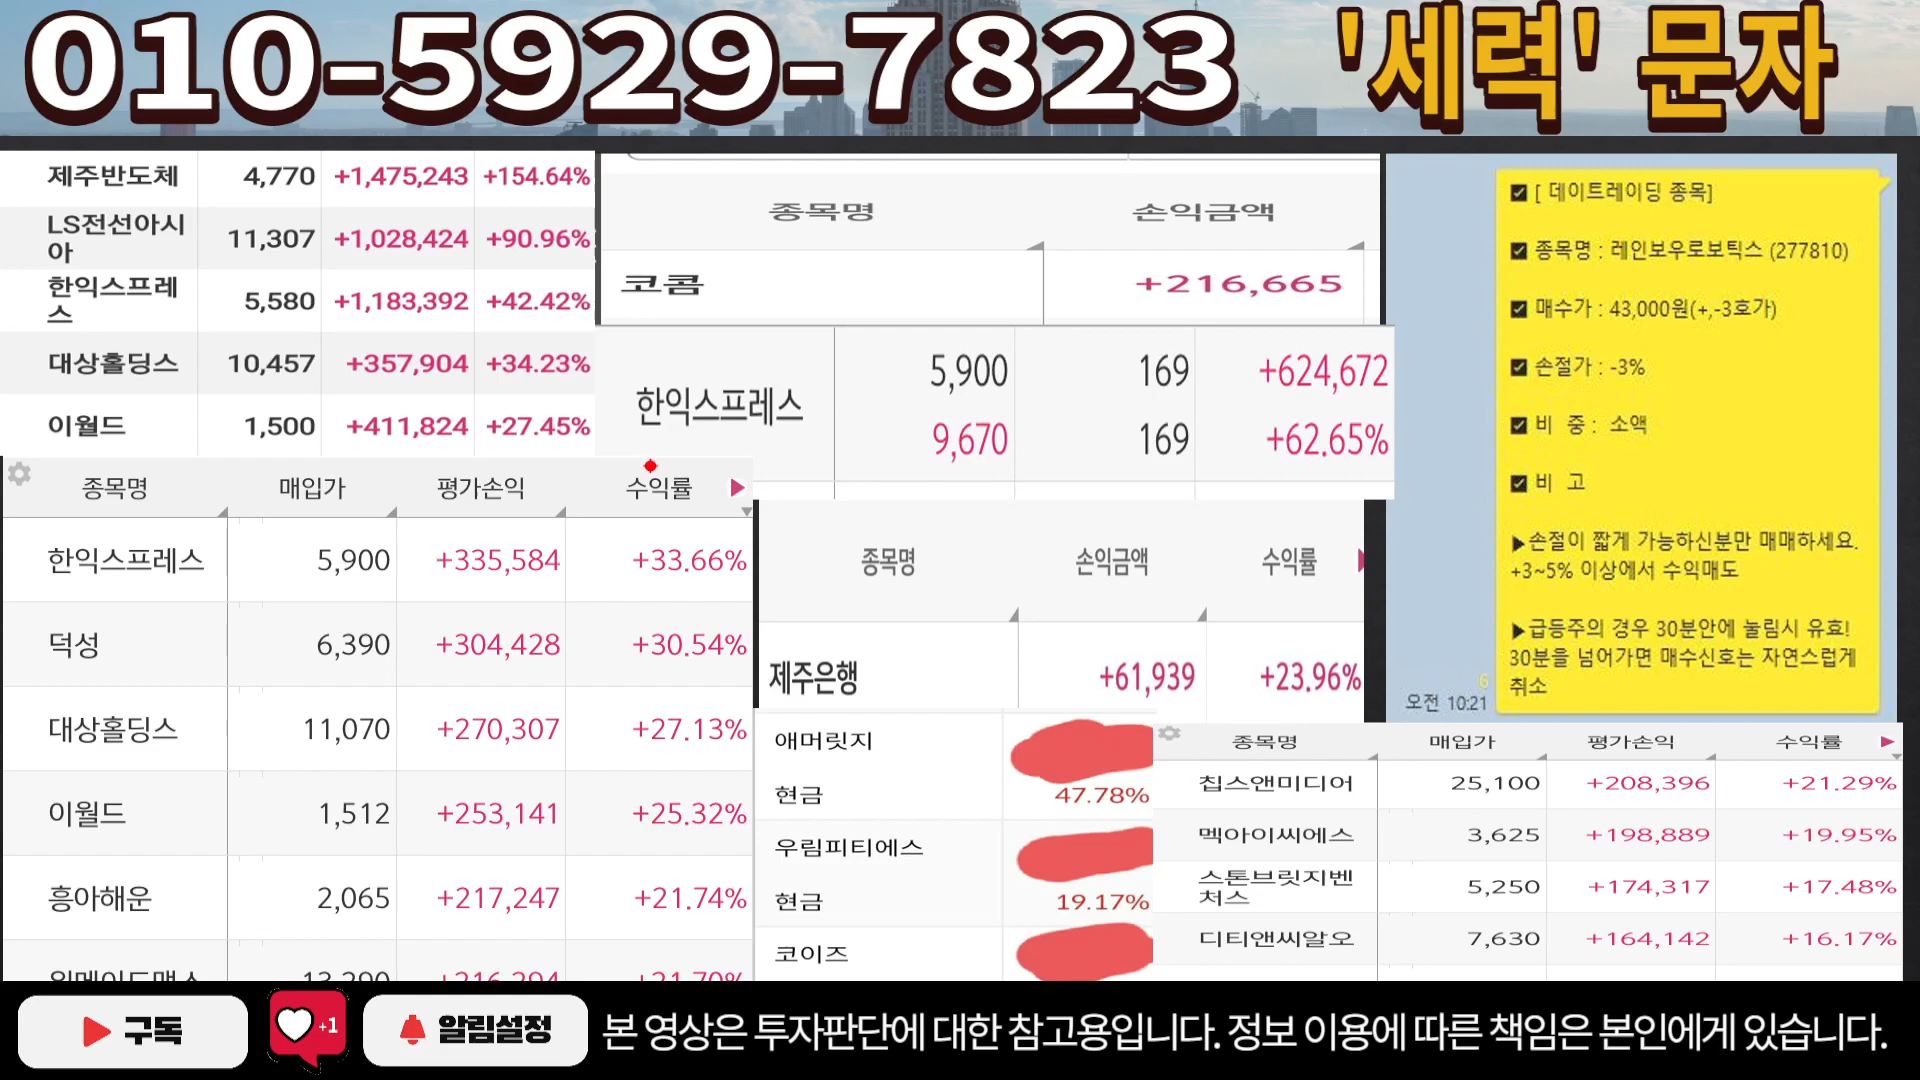 010-5929-7823 '세력' 문자
제주반도체 4,770 +1,475,243 +154.64%
LS전선아시아 11,307 +1,028,424 +90.96%
한익스프레스 5,580 +1,183,392 +42.42%
대상홀딩스 10,457 +357,904 +34.23%
이월드 1,500 +411,824 +27.45%
종목명 손익금액
코콤 +216,665
한익스프레스 5,900 169 +624,672
9,670 169 +62.65%
종목명 매입가 평가손익 수익률
한익스프레스 5,900 +335,584 +33.66%
덕성 6,390 +304,428 +30.54%
대상홀딩스 11,070 +270,307 +27.13%
이월드 1,512 +253,141 +25.32%
흥아해운 2,065 +217,247 +21.74%
종목명 손익금액 수익률
제주은행 +61,939 +23.96%
애머릿지
현금 47.78%
우림피티에스
현금 19.17%
코이즈
[ 데이트레이딩 종목]
종목명 : 레인보우로보틱스 (277810)
매수가 : 43,000원(+,-3호가)
손절가 : -3%
비 중 : 소액
비 고
▶손절이 짧게 가능하신분만 매매하세요.
+3~5% 이상에서 수익매도
▶급등주의 경우 30분안에 눌림시 유효!
30분을 넘어가면 매수신호는 자연스럽게
취소
6
오전 10:21
종목명 매입가 평가손익 수익률
칩스앤미디어 25,100 +208,396 +21.29%
멕아이씨에스 3,625 +198,889 +19.95%
스톤브릿지벤처스 5,250 +174,317 +17.48%
디티앤씨알오 7,630 +164,142 +16.17%
구독 +1 알림설정 본 영상은 투자판단에 대한 참고용입니다. 정보 이용에 따른 책임은 본인에게 있습니다.